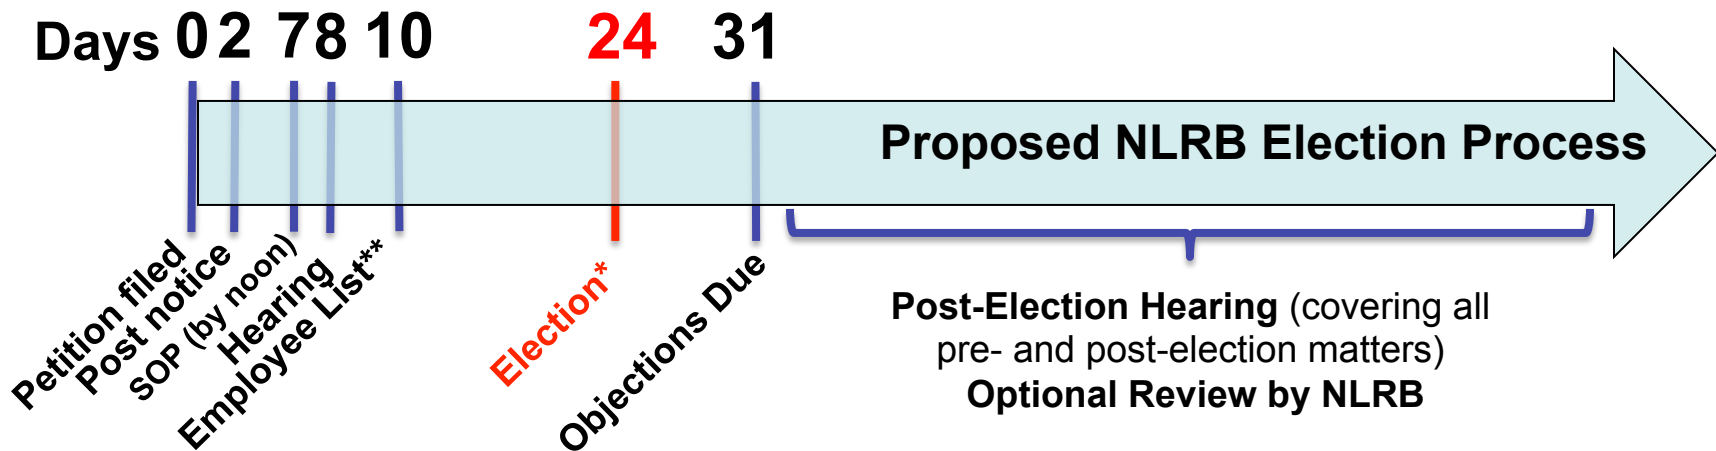 Days 0 2 7 8 10 24 31
Proposed NLRB Election Process
Petition filed
Post notice
SOP (by noon)
Hearing
Employee List**
Election*
Objections Due
Post-Election Hearing (covering all
pre- and post-election matters)
Optional Review by NLRB